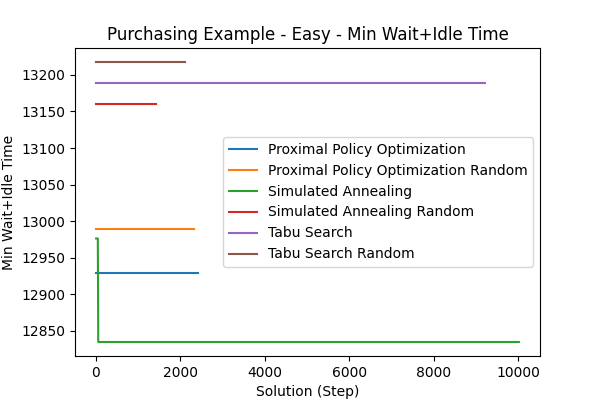 Purchasing Example - Easy - Min Wait+Idle Time
Min Wait+Idle Time
13200
13150
13100
13050
13000
12950
12900
12850
Proximal Policy Optimization
Proximal Policy Optimization Random
Simulated Annealing
Simulated Annealing Random
Tabu Search
Tabu Search Random
0 2000 4000 6000 8000 10000
Solution (Step)